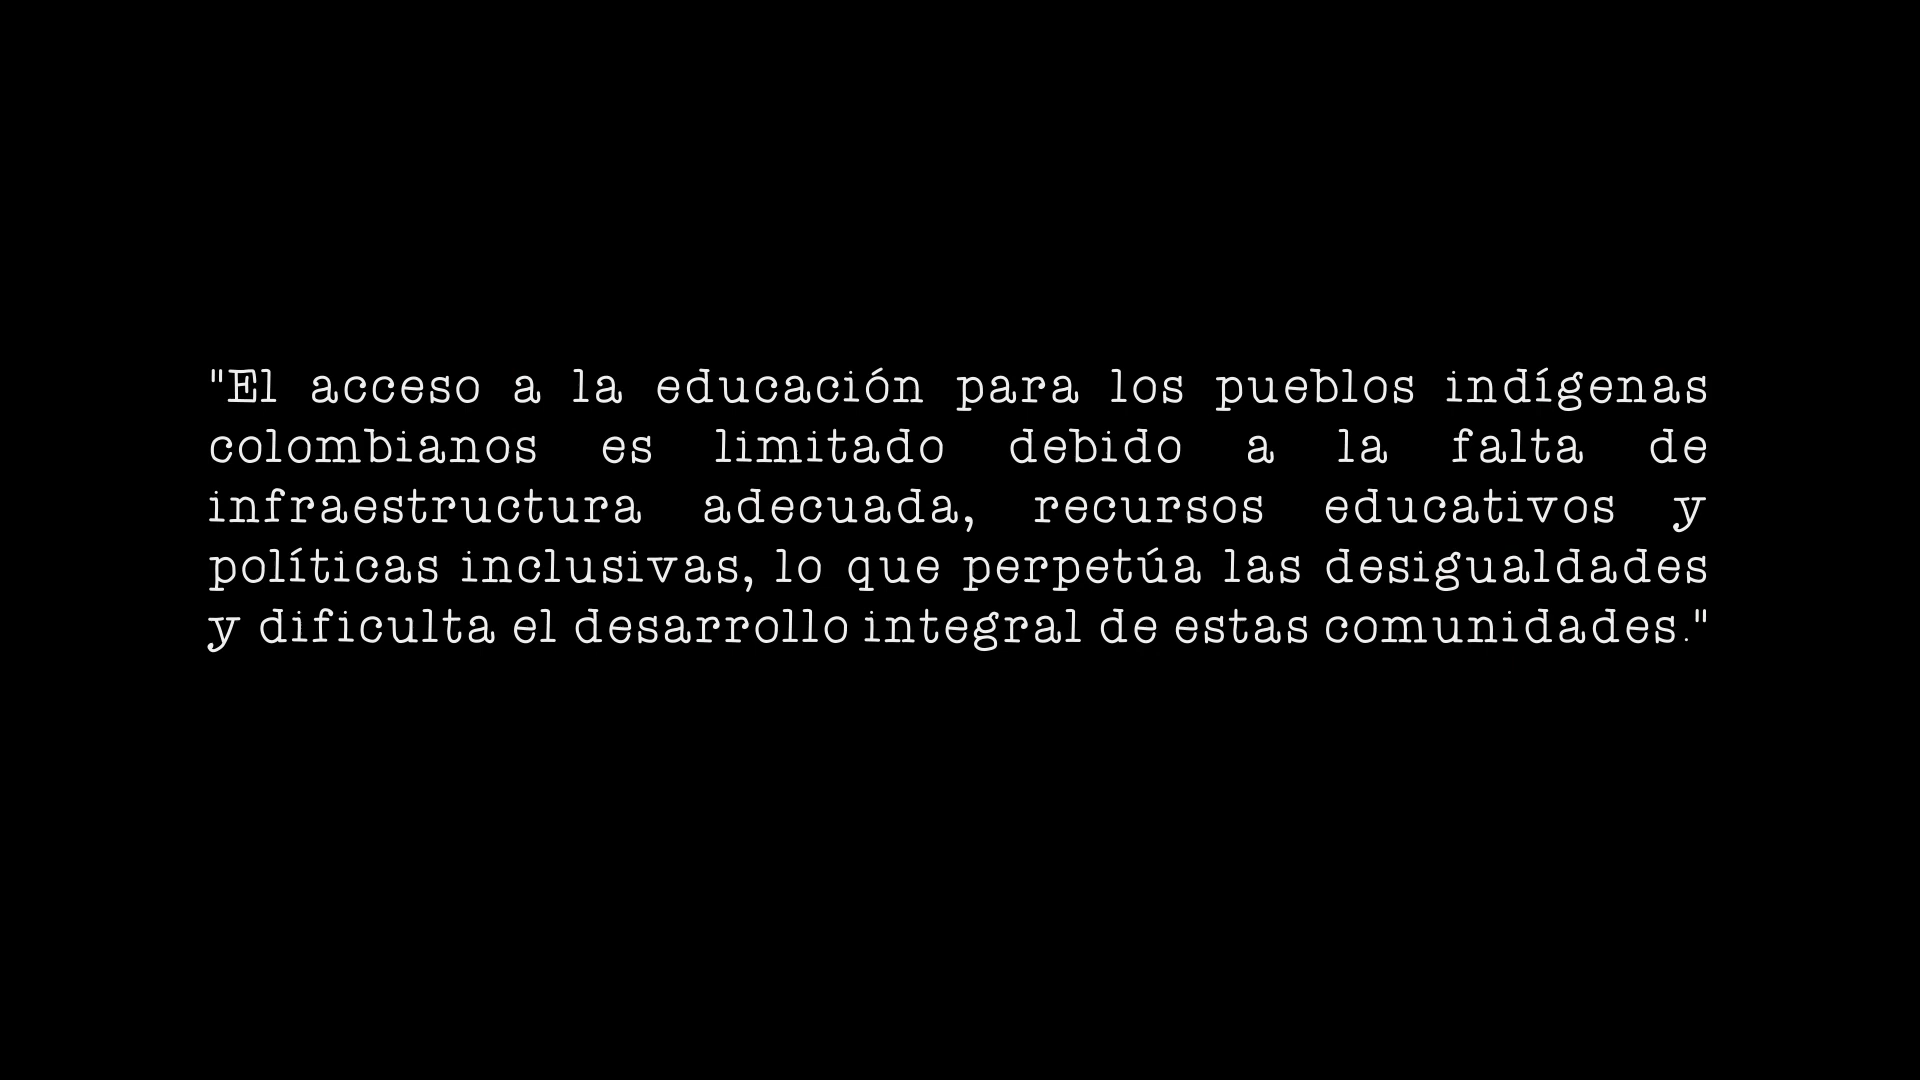 "El acceso a la educación para los pueblos indígenas
colombianos es limitado debido a la falta de
infraestructura adecuada, recursos educativos y
políticas inclusivas, lo que perpetúa las desigualdades
y dificulta el desarrollo integral de estas comunidades."